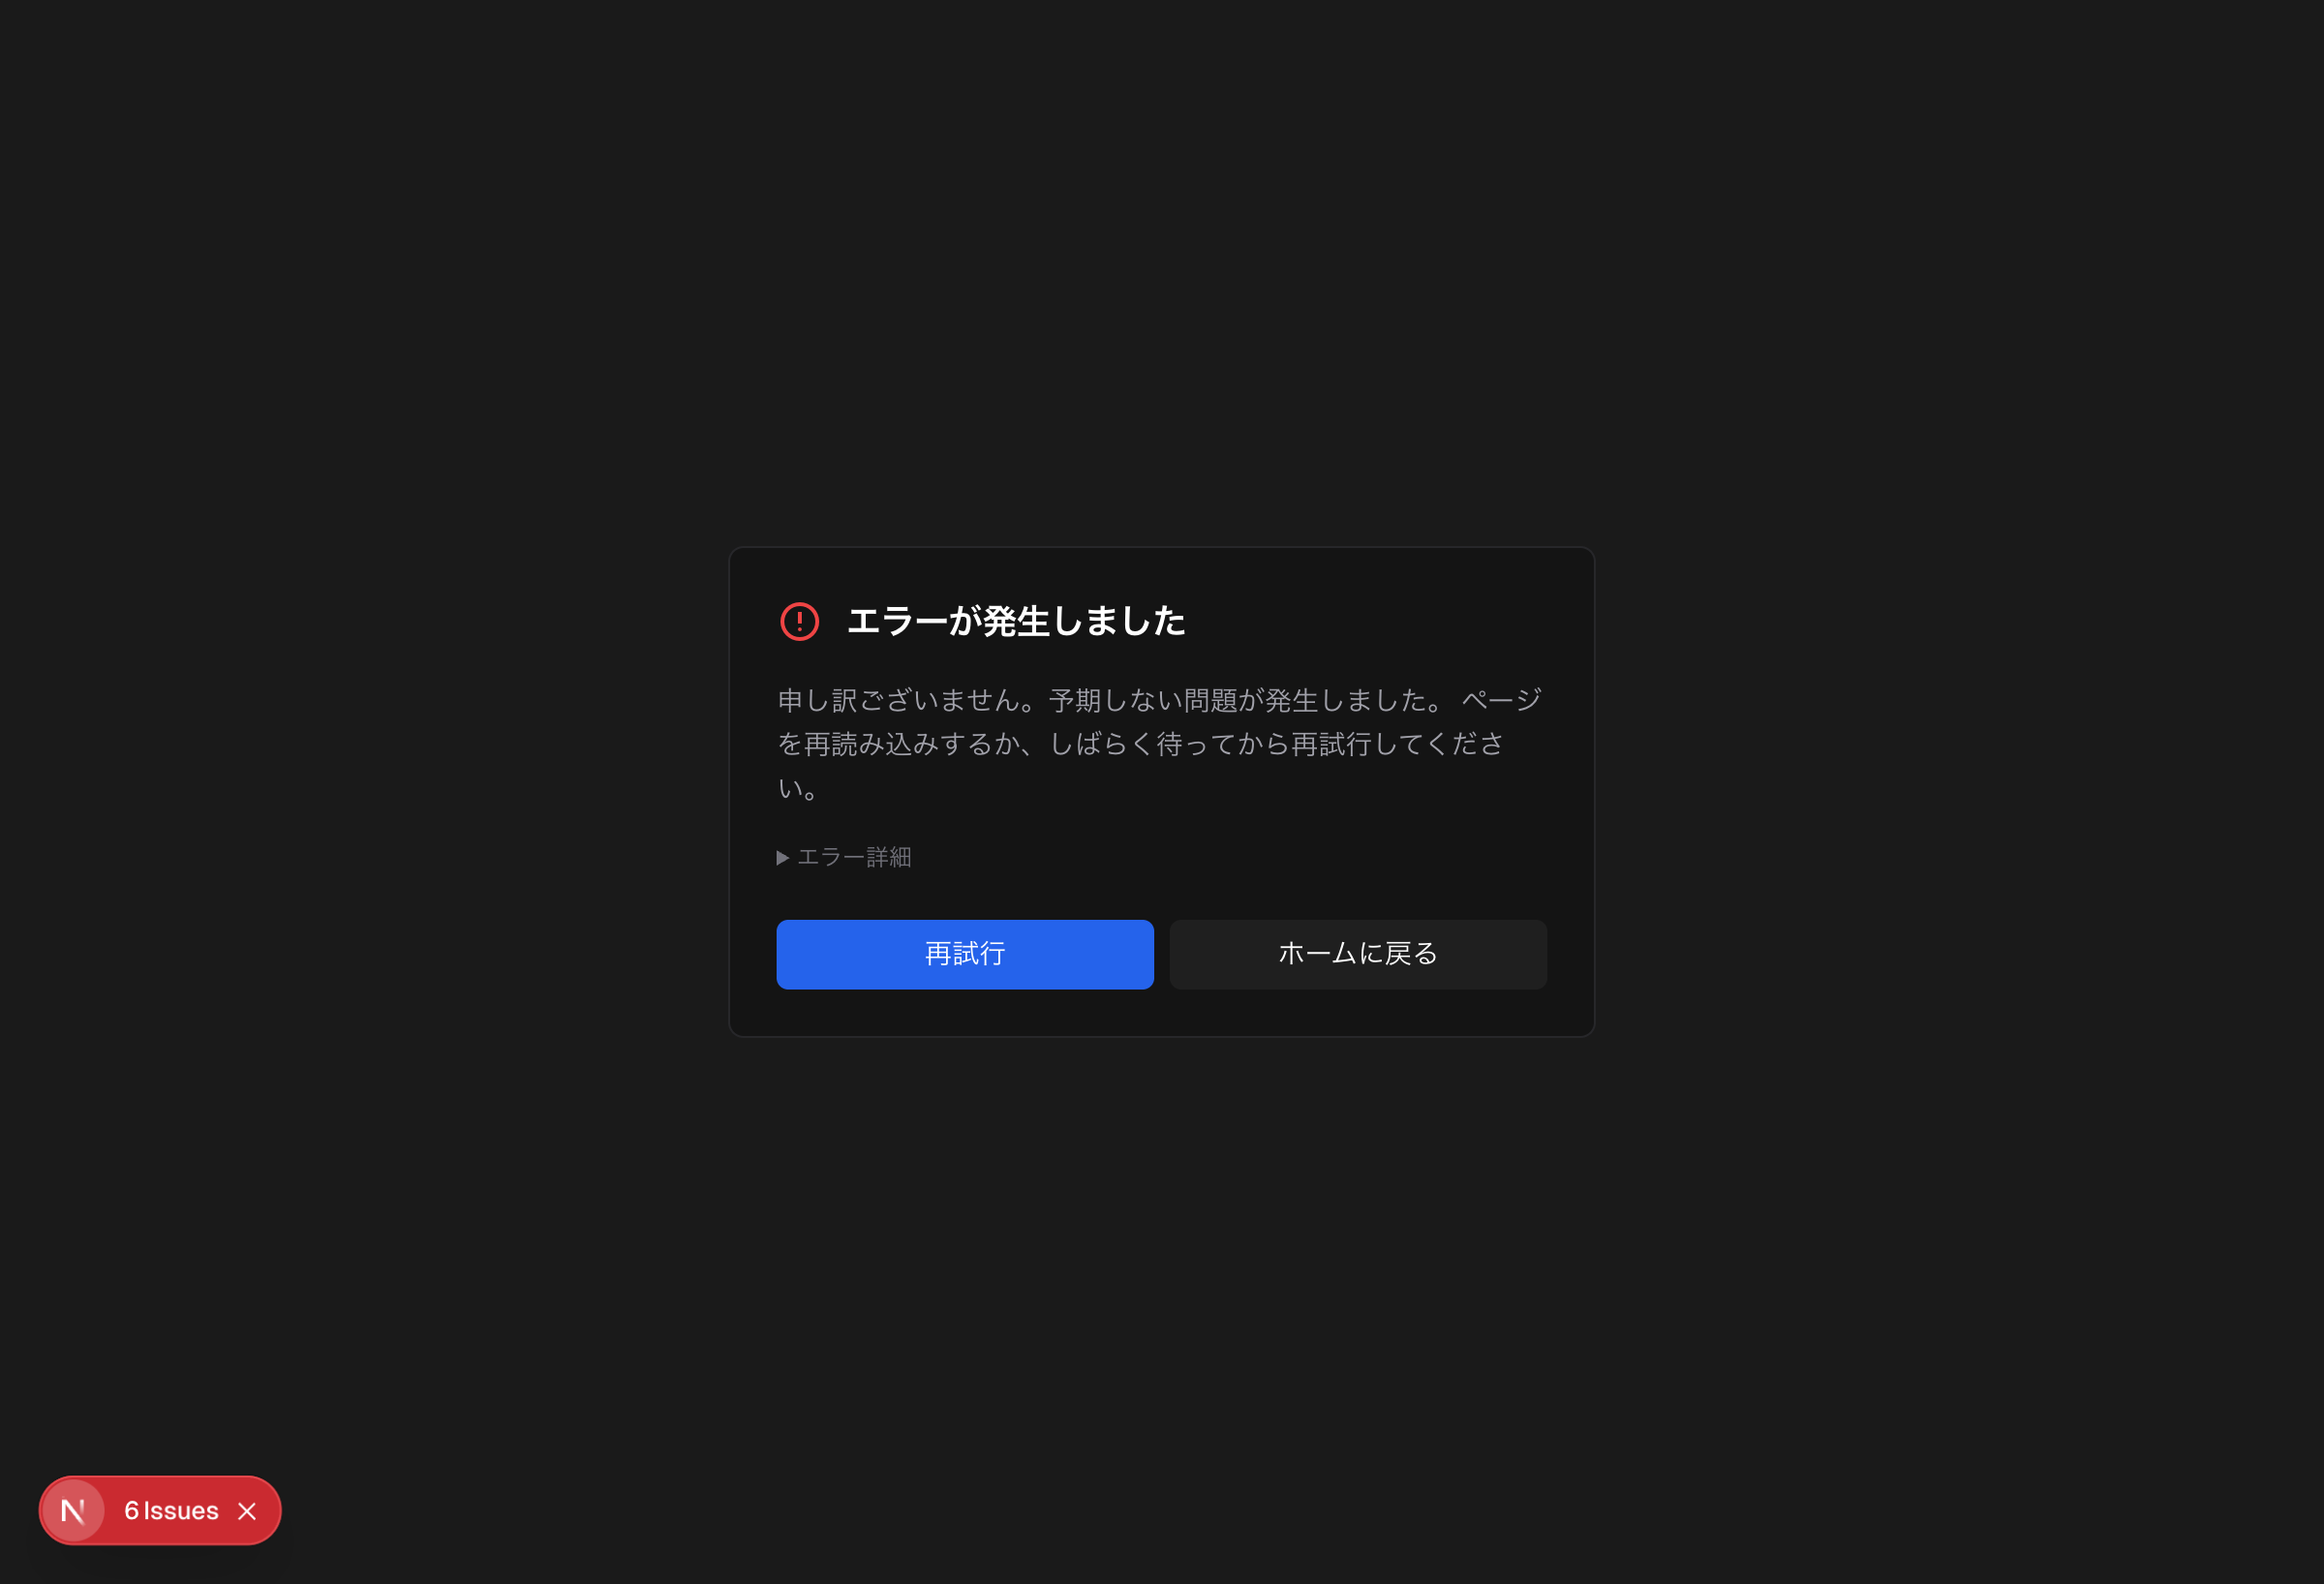 エラーが発生しました
申し訳ございません。予期しない問題が発生しました。 ページ
を再読み込みするか、しばらく待ってから再試行してくださ
い。
▶ エラー詳細
再試行
ホームに戻る
N 6 Issues ×